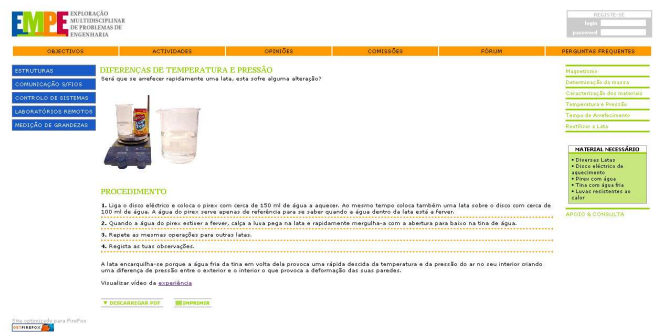 EMPE EXPLORAÇÃO
MULTIDISCIPLINAR
DE PROBLEMAS DE
ENGENHARIA
REGISTE-SE
login
password
OBJECTIVOS ACTIVIDADES OPINIÕES COMISSÕES FÓRUM PERGUNTAS FREQUENTES
ESTRUTURAS
COMUNICAÇÃO S/FIOS
CONTROLO DE SISTEMAS
LABORATÓRIOS REMOTOS
MEDIÇÃO DE GRANDEZAS
DIFERENÇAS DE TEMPERATURA E PRESSÃO
Será que se arrefecer rapidamente uma lata, esta sofre alguma alteração?
PROCEDIMENTO
1. Liga o disco eléctrico e coloca o pirex com cerca de 150 ml de água a aquecer. Ao mesmo tempo coloca também uma lata sobre o disco com cerca de
100 ml de água. A água do pirex serve apenas de referência para se saber quando a água dentro da lata está a ferver.
2. Quando a água do pirex estiver a ferver, calça a luva pega na lata e rapidamente mergulha-a com a abertura para baixo na tina de água.
3. Repete as mesmas operações para outras latas.
4. Regista as tuas observações.
A lata encarquilha-se porque a água fria da tina em volta dela provoca uma rápida descida da temperatura e da pressão do ar no seu interior criando
uma diferença de pressão entre o exterior e o interior o que provoca a deformação das suas paredes.
Visualizar vídeo da experiência
DESCARREGAR PDF IMPRIMIR
Magnetismo
Determinação da massa
Caracterização dos materiais
Temperatura e Pressão
Tempo de Arrefecimento
Reutilizar a Lata
MATERIAL NECESSÁRIO
• Diversas Latas
• Disco eléctrico de
aquecimento
• Pirex com água
• Tina com água fria
• Luvas resistentes ao
calor
APOIO & CONSULTA
Site optimizado para FireFox